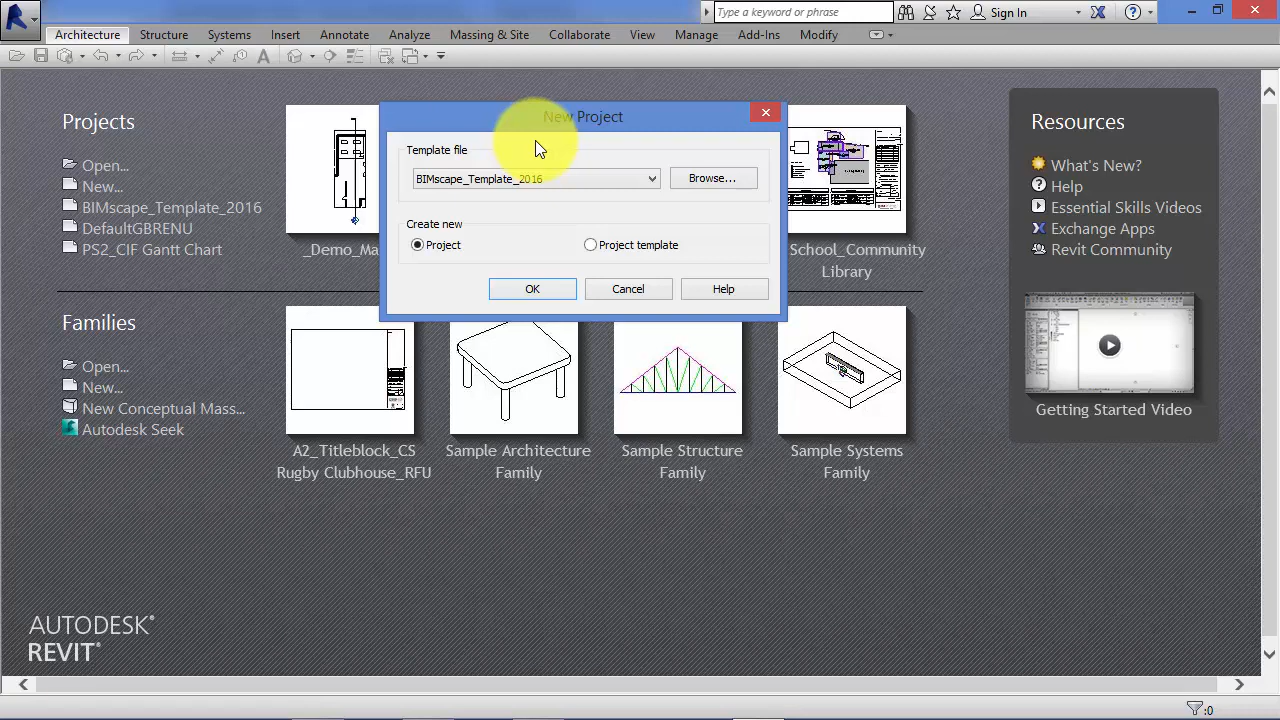 Type a keyword or phrase
Sign In
?
Architecture
Structure
Systems
Insert
Annotate
Analyze
Massing & Site
Collaborate
View
Manage
Add-Ins
Modify
Projects
Open...
New...
BIMscape_Template_2016
DefaultGBRENU
PS2_CIF Gantt Chart
_Demo_Ma
School_Community
Library
New Project
Template file
BIMscape_Template_2016
Browse...
Create new
Project
Project template
OK
Cancel
Help
Families
Open...
New...
New Conceptual Mass...
Autodesk Seek
A2_Titleblock_CS
Rugby Clubhouse_RFU
Sample Architecture
Family
Sample Structure
Family
Sample Systems
Family
Resources
What's New?
Help
Essential Skills Videos
Exchange Apps
Revit Community
Getting Started Video
AUTODESK®
REVIT®
:0